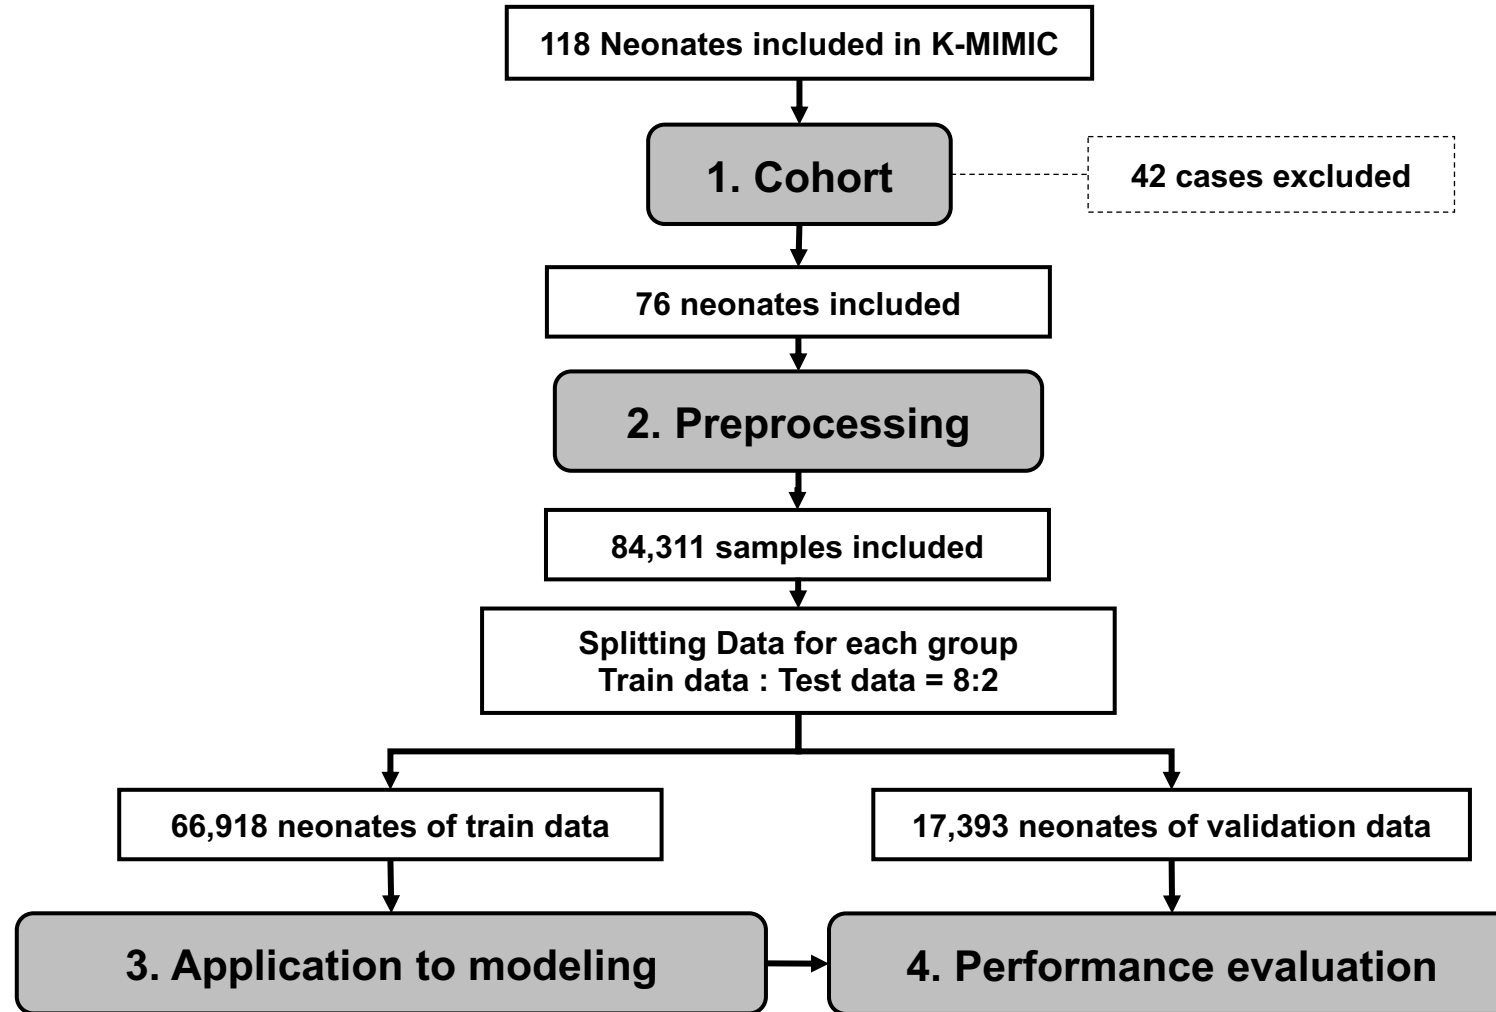 118 Neonates included in K-MIMIC
1. Cohort
42 cases excluded
76 neonates included
2. Preprocessing
84,311 samples included
Splitting Data for each group
Train data : Test data = 8:2
66,918 neonates of train data
17,393 neonates of validation data
3. Application to modeling
4. Performance evaluation